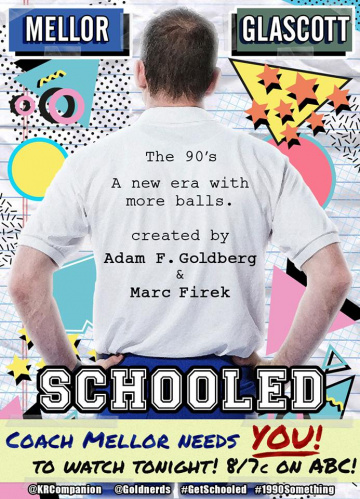 MELLOR GLASCOTT
The 90's
A new era with
more balls.
created by
Adam F. Goldberg
&
Marc Firek
SCHOOLED
COACH MELLOR NEEDS YOU!
TO WATCH TONIGHT! 8/7c ON ABC!
@KRCompanion @Goldnerds #GetSchooled #1990Something